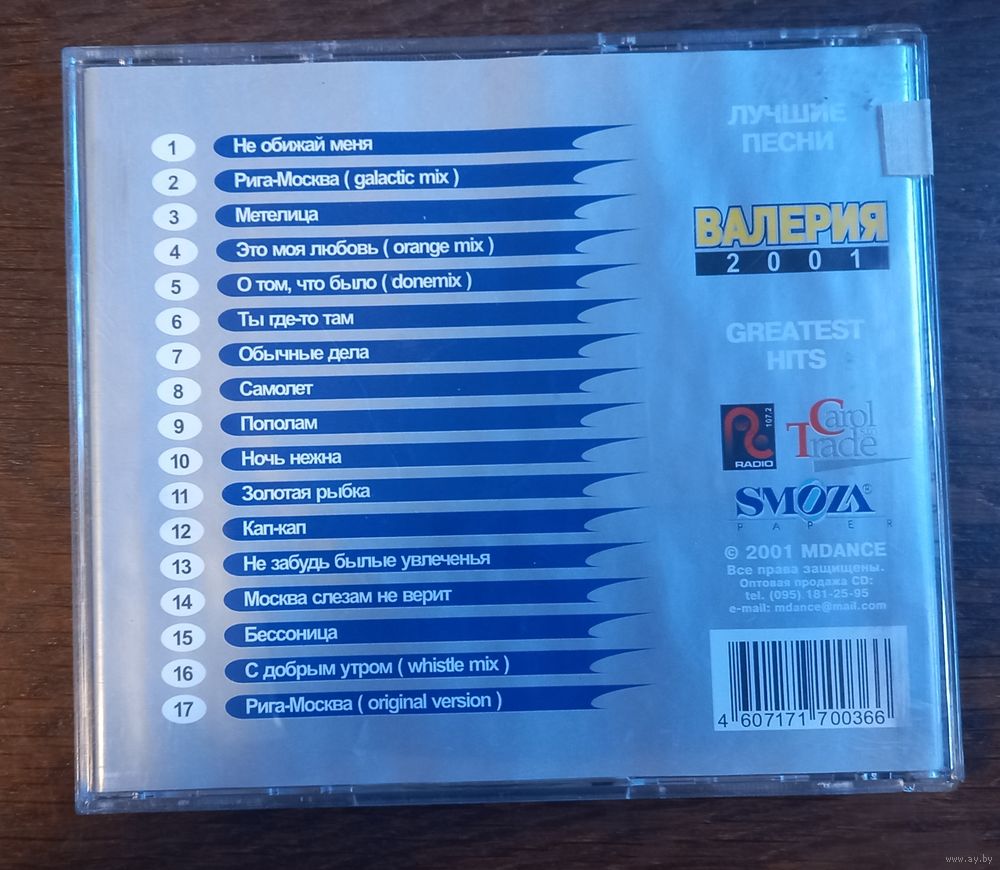 1 Не обижай меня
2 Рига-Москва ( galactic mix )
3 Метелица
4 Это моя любовь ( orange mix )
5 О том, что было ( donemix )
6 Ты где-то там
7 Обычные дела
8 Самолет
9 Пополам
10 Ночь нежна
11 Золотая рыбка
12 Кап-кап
13 Не забудь былые увлеченья
14 Москва слезам не верит
15 Бессоница
16 С добрым утром ( whistle mix )
17 Рига-Москва ( original version )
ЛУЧШИЕ
ПЕСНИ
ВАЛЕРИЯ
2001
GREATEST
HITS
107.2
RADIO
Carol
Trade
SMOZA®
PAPER
© 2001 MDANCE
Все права защищены.
Оптовая продажа CD:
tel. (095) 181-25-95
e-mail: mdance@mail.com
4 607171 700366
www.ay.by